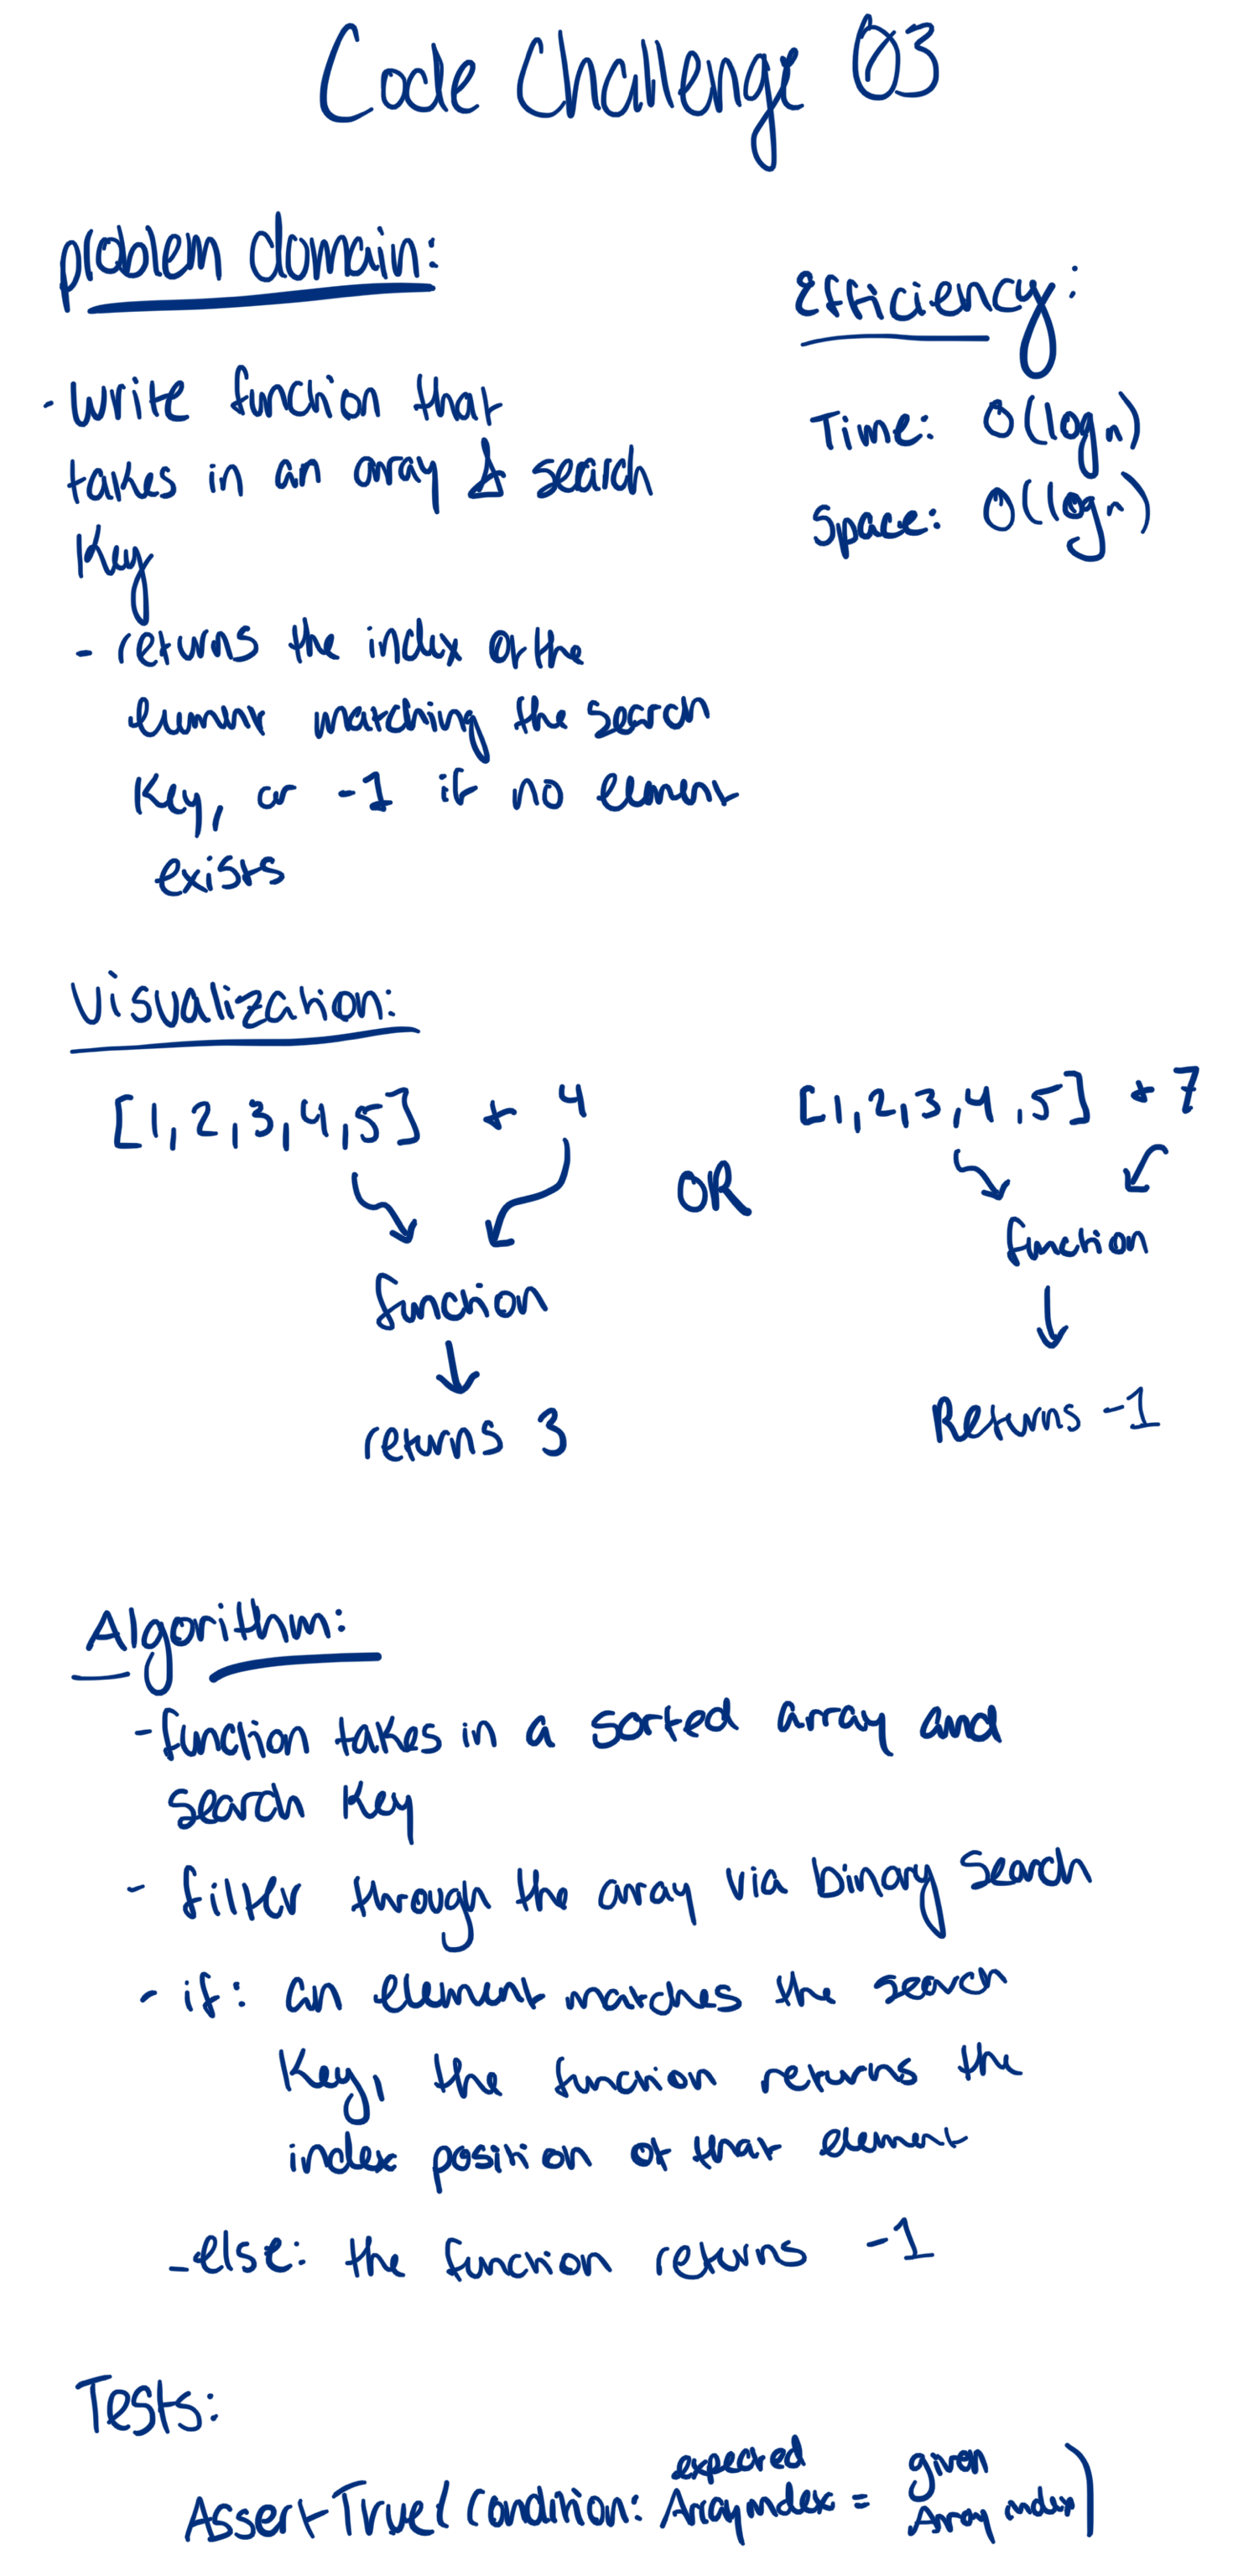 Code Challenge 03
problem domain:
- Write function that
takes in an array & search
Key
- returns the index of the
element matching the search
Key, or -1 if no element
exists
Efficiency:
Time: O(log n)
Space: O(log n)
Visualization:
[1,2,3,4,5] + 4
function
returns 3
OR
[1,2,3,4,5] + 7
function
Returns -1
Algorithm:
- function takes in a sorted array and
search Key
- filter through the array via binary search
- if: an element matches the search
Key, the function returns the
index position of that element
- else: the function returns -1
Tests:
Assert True(condition: expected Array index = given Array index)